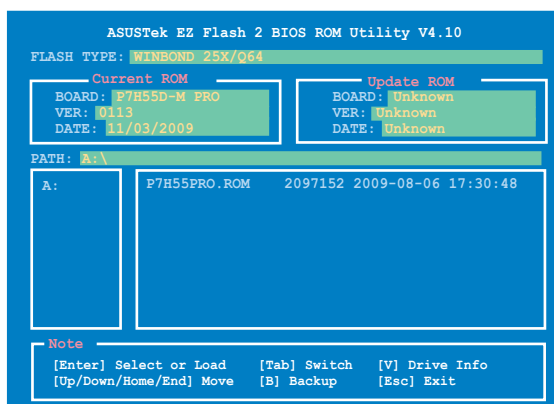 ASUSTek EZ Flash 2 BIOS ROM Utility V4.10
FLASH TYPE: WINBOND 25X/Q64
Current ROM
BOARD: P7H55D-M PRO
VER: 0113
DATE: 11/03/2009
Update ROM
BOARD: Unknown
VER: Unknown
DATE: Unknown
PATH: A:\
A:
P7H55PRO.ROM 2097152 2009-08-06 17:30:48
Note
[Enter] Select or Load [Tab] Switch [V] Drive Info
[Up/Down/Home/End] Move [B] Backup [Esc] Exit